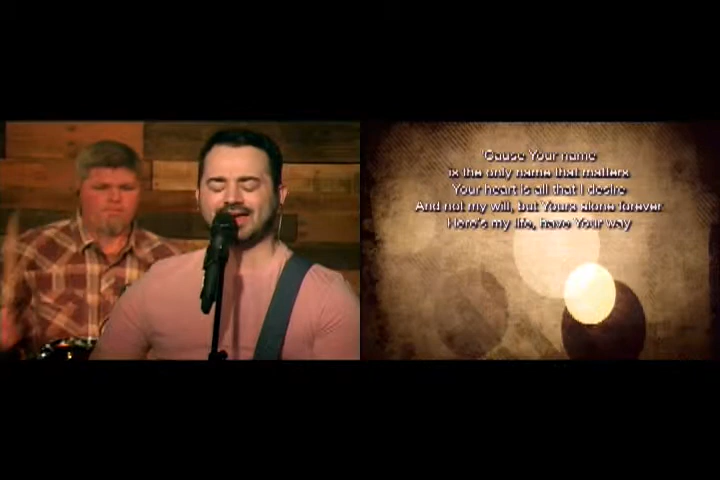 'Cause Your name
is the only name that matters
Your heart is all that I desire
And not my will, but Yours alone forever
Here's my life, have Your way